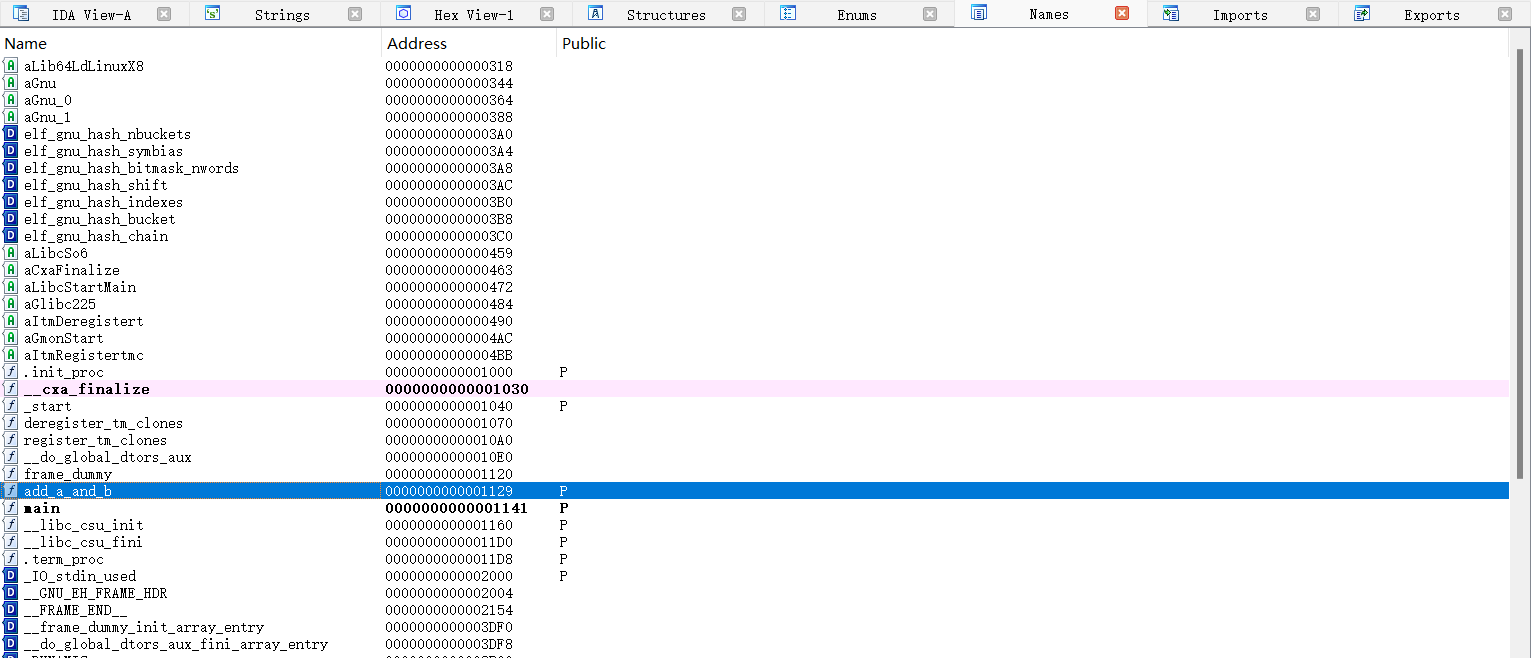 IDA View-A Strings Hex View-1 Structures Enums Names Imports Exports
Name Address Public
A aLib64LdLinuxX8 0000000000000318
A aGnu 0000000000000344
A aGnu_0 0000000000000364
A aGnu_1 0000000000000388
D elf_gnu_hash_nbuckets 00000000000003A0
D elf_gnu_hash_symbias 00000000000003A4
D elf_gnu_hash_bitmask_nwords 00000000000003A8
D elf_gnu_hash_shift 00000000000003AC
D elf_gnu_hash_indexes 00000000000003B0
D elf_gnu_hash_bucket 00000000000003B8
D elf_gnu_hash_chain 00000000000003C0
A aLibcSo6 0000000000000459
A aCxaFinalize 0000000000000463
A aLibcStartMain 0000000000000472
A aGlibc225 0000000000000484
A aItmDeregistert 0000000000000490
A aGmonStart 00000000000004AC
A aItmRegistertmc 00000000000004BB
f .init_proc 0000000000001000 P
f __cxa_finalize 0000000000001030
f _start 0000000000001040 P
f deregister_tm_clones 0000000000001070
f register_tm_clones 00000000000010A0
f __do_global_dtors_aux 00000000000010E0
f frame_dummy 0000000000001120
f add_a_and_b 0000000000001129 P
f main 0000000000001141 P
f __libc_csu_init 0000000000001160 P
f __libc_csu_fini 00000000000011D0 P
f .term_proc 00000000000011D8 P
D _IO_stdin_used 0000000000002000 P
D __GNU_EH_FRAME_HDR 0000000000002004
D __FRAME_END__ 0000000000002154
D __frame_dummy_init_array_entry 0000000000003DF0
D __do_global_dtors_aux_fini_array_entry 0000000000003DF8